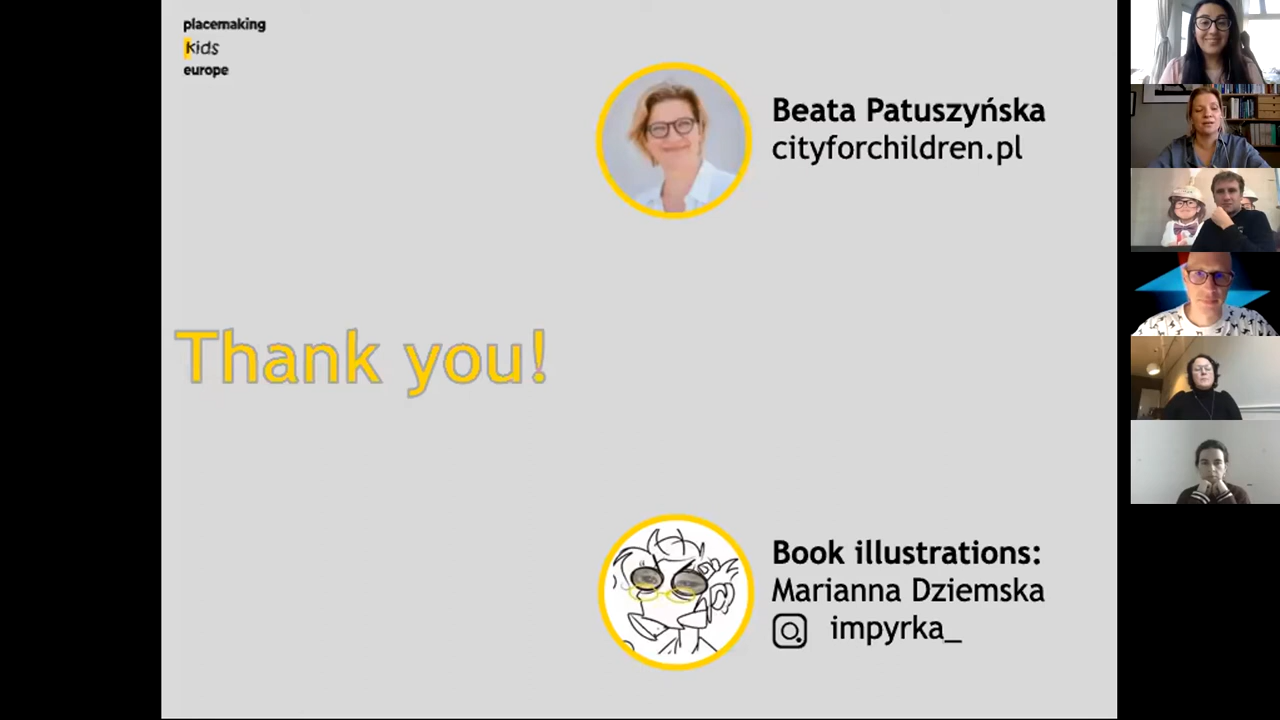 placemaking
kids
europe
Beata Patuszyńska
cityforchildren.pl
Thank you!
Book illustrations:
Marianna Dziemska
impyrka_